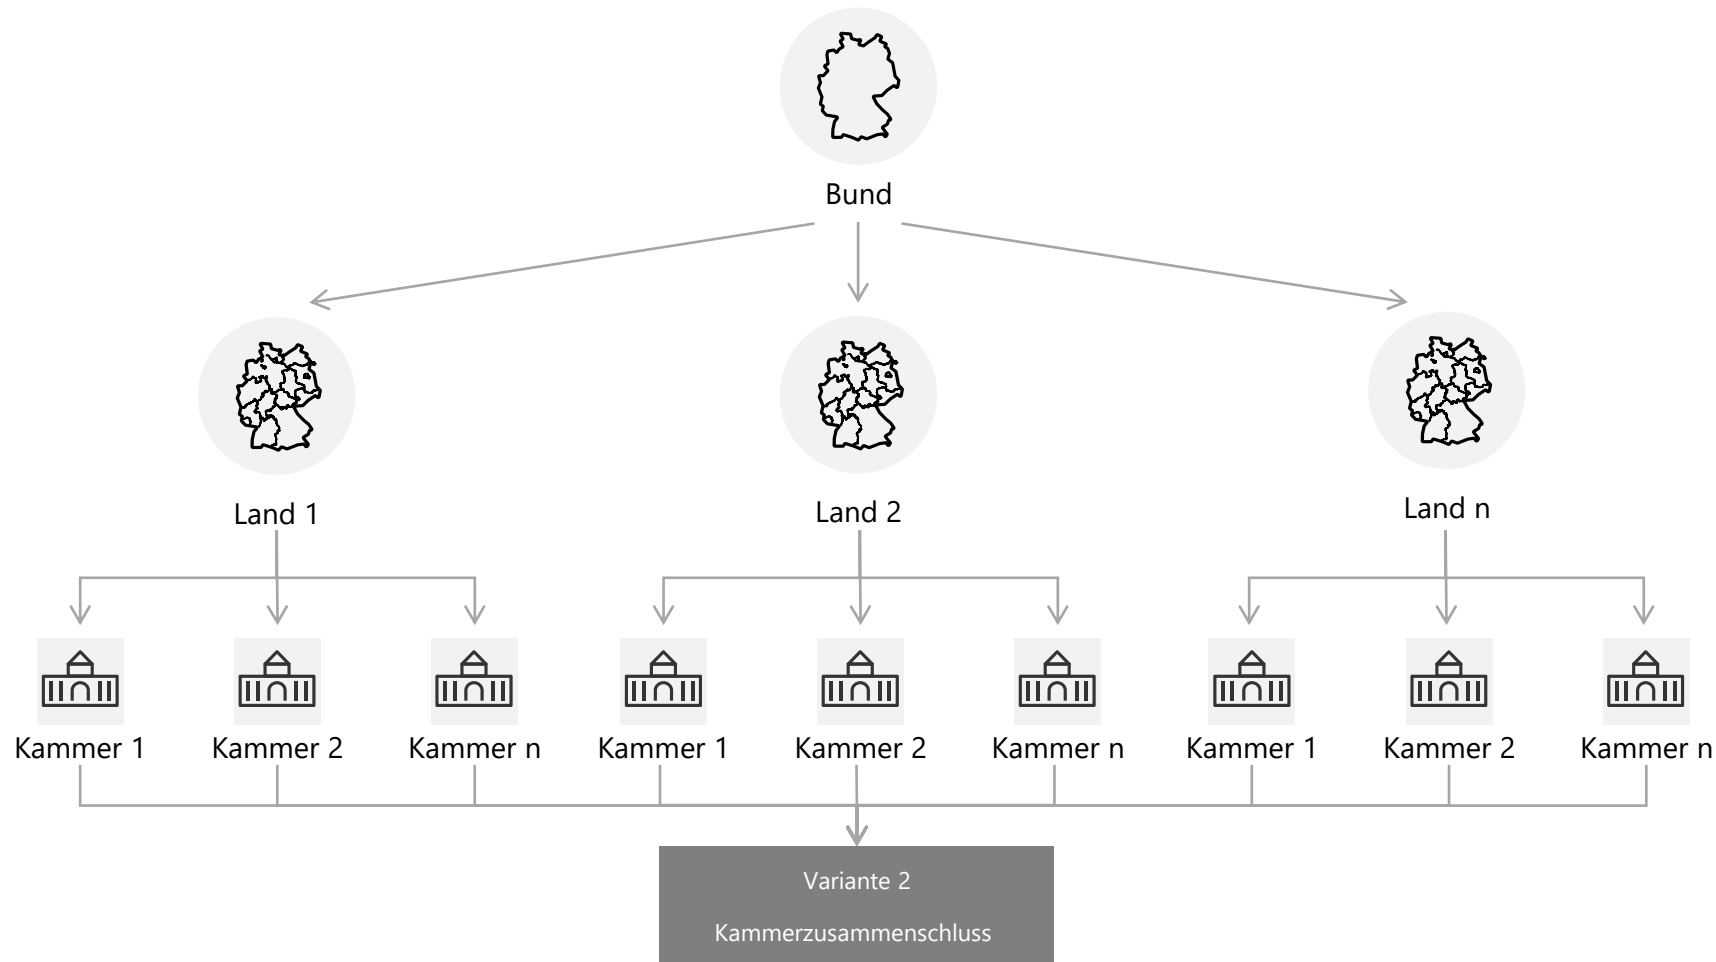 Bund
Land 1
Land 2
Land n
Kammer 1
Kammer 2
Kammer n
Kammer 1
Kammer 2
Kammer n
Kammer 1
Kammer 2
Kammer n
Variante 2
Kammerzusammenschluss